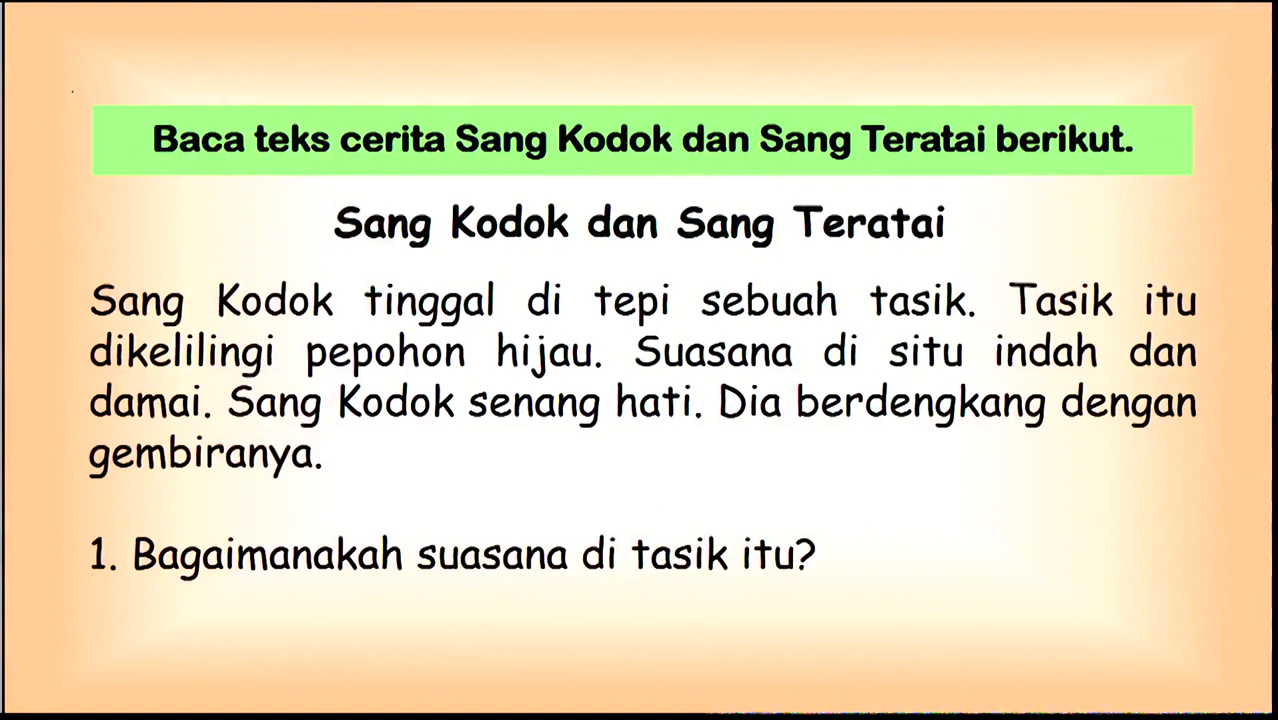 Baca teks cerita Sang Kodok dan Sang Teratai berikut.
Sang Kodok dan Sang Teratai
Sang Kodok tinggal di tepi sebuah tasik. Tasik itu
dikelilingi pepohon hijau. Suasana di situ indah dan
damai. Sang Kodok senang hati. Dia berdengkang dengan
gembiranya.
1. Bagaimanakah suasana di tasik itu?